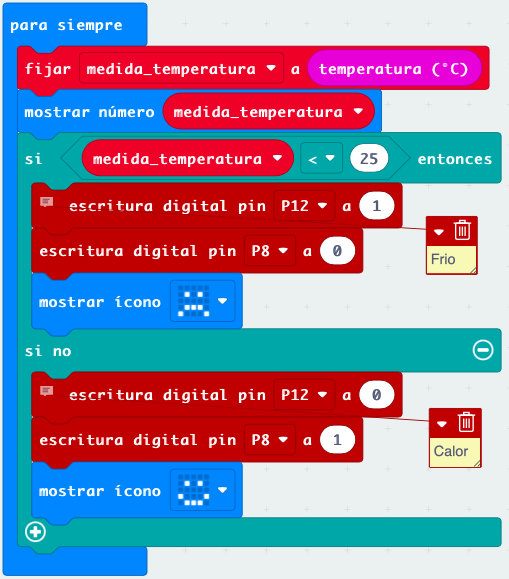 para siempre
fijar medida_temperatura a temperatura (°C)
mostrar número medida_temperatura
si medida_temperatura < 25 entonces
escritura digital pin P12 a 1
escritura digital pin P8 a 0
Frio
mostrar ícono
si no
escritura digital pin P12 a 0
escritura digital pin P8 a 1
Calor
mostrar ícono